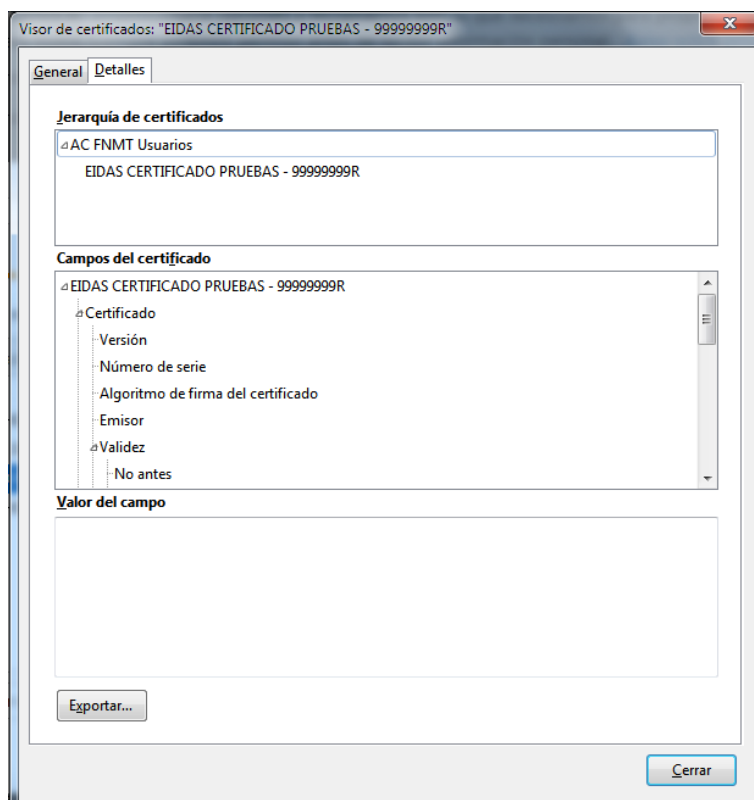 Visor de certificados: "EIDAS CERTIFICADO PRUEBAS - 99999999R"
General Detalles
Jerarquía de certificados
AC FNMT Usuarios
EIDAS CERTIFICADO PRUEBAS - 99999999R
Campos del certificado
EIDAS CERTIFICADO PRUEBAS - 99999999R
Certificado
Versión
Número de serie
Algoritmo de firma del certificado
Emisor
Validez
No antes
Valor del campo
Exportar...
Cerrar